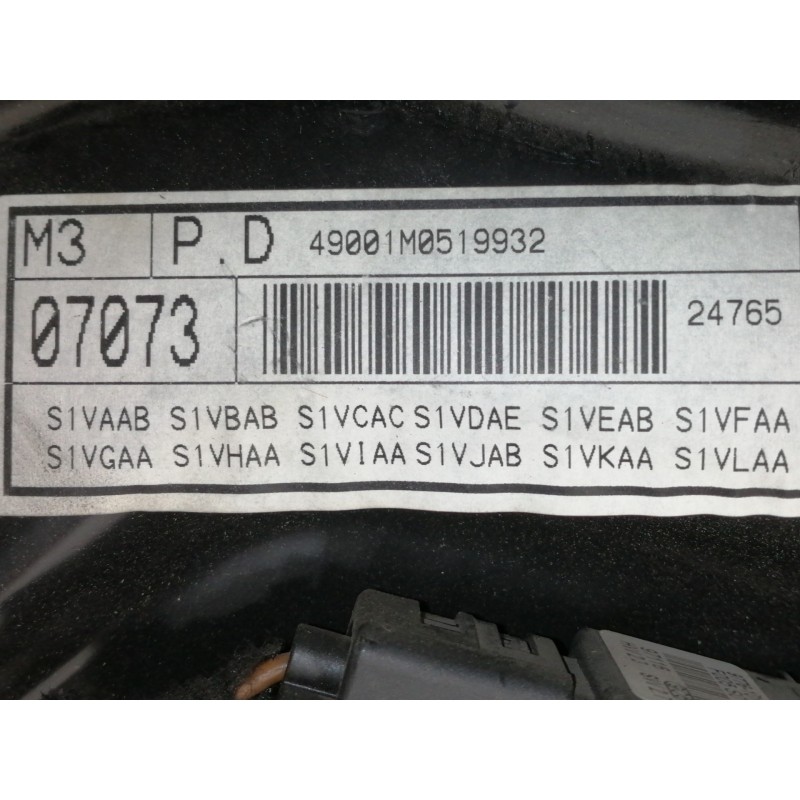 M3 P.D 49001M0519932
07073 24765
S1VAAB S1VBAB S1VCAC S1VDAE S1VEAB S1VFAA
S1VGAA S1VHAA S1VIAA S1VJAB S1VKAA S1VLAA